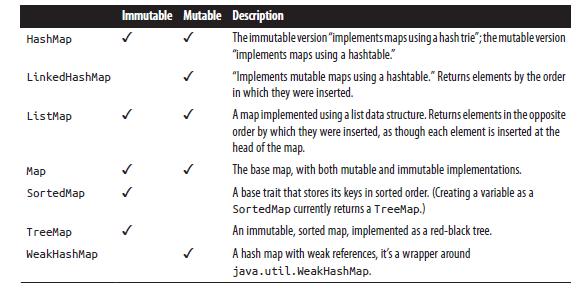 Immutable Mutable Description
HashMap ✓ ✓ The immutable version “implements maps using a hash trie”; the mutable version
“implements maps using a hashtable.”
LinkedHashMap ✓ “Implements mutable maps using a hashtable.” Returns elements by the order
in which they were inserted.
ListMap ✓ ✓ A map implemented using a list data structure. Returns elements in the opposite
order by which they were inserted, as though each element is inserted at the
head of the map.
Map ✓ ✓ The base map, with both mutable and immutable implementations.
SortedMap ✓ A base trait that stores its keys in sorted order. (Creating a variable as a
SortedMap currently returns a TreeMap.)
TreeMap ✓ An immutable, sorted map, implemented as a red-black tree.
WeakHashMap ✓ A hash map with weak references, it’s a wrapper around
java.util.WeakHashMap.